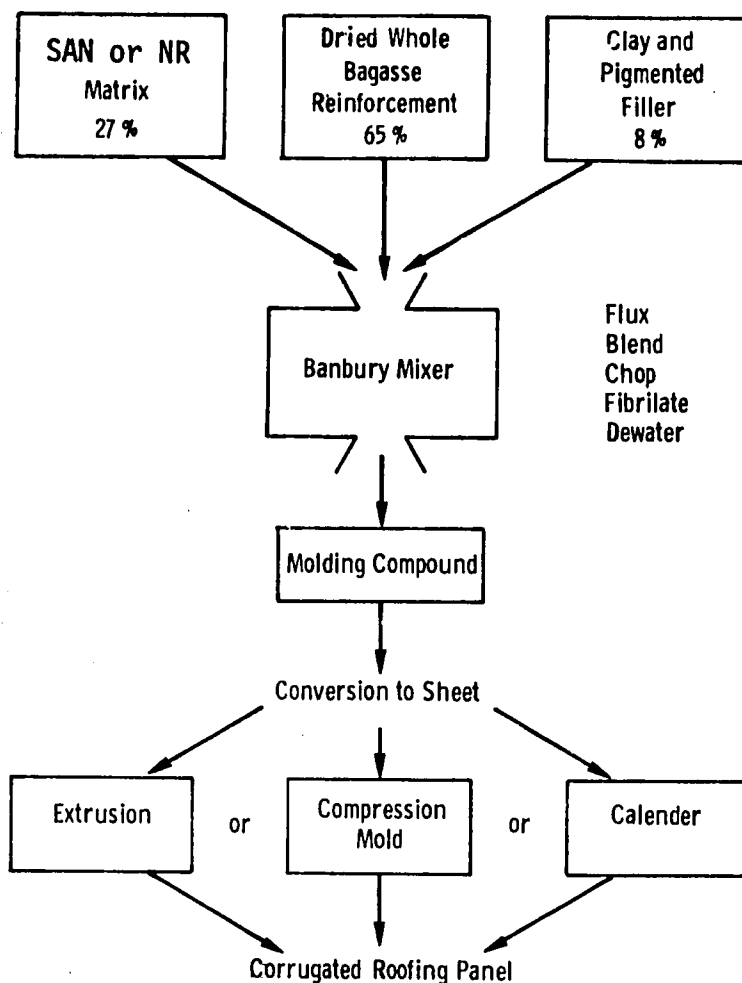 SAN or NR
Matrix
27 %
Dried Whole
Bagasse
Reinforcement
65 %
Clay and
Pigmented
Filler
8 %
Banbury Mixer
Flux
Blend
Chop
Fibrilate
Dewater
Molding Compound
Conversion to Sheet
Extrusion
or
Compression
Mold
or
Calender
Corrugated Roofing Panel